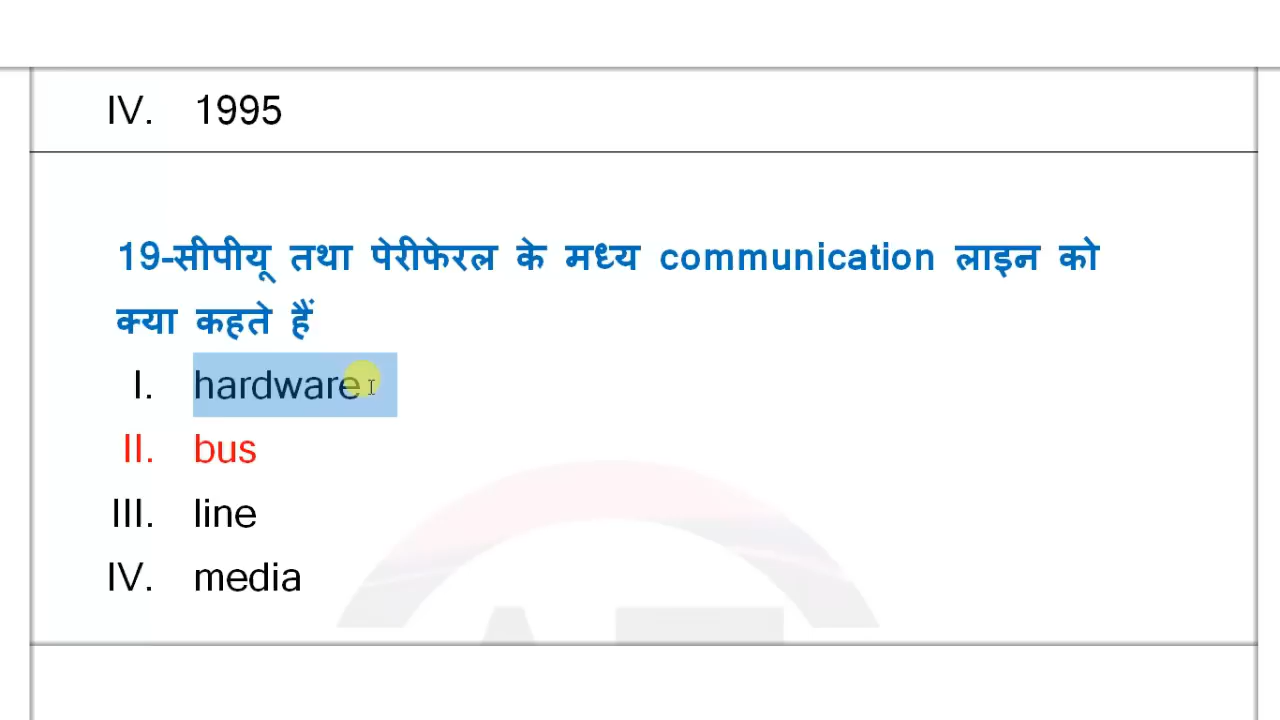 IV. 1995
19-सीपीयू तथा पेरीफेरल के मध्य communication लाइन को
क्या कहते हैं
I. hardware
II. bus
III. line
IV. media